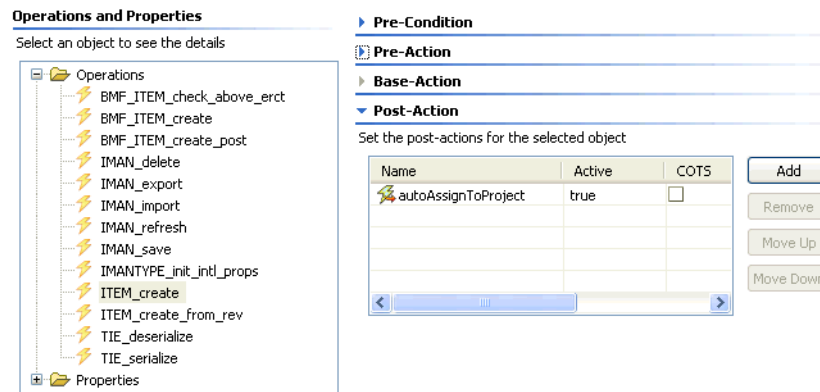 Operations and Properties
Select an object to see the details
Operations
BMF_ITEM_check_above_erct
BMF_ITEM_create
BMF_ITEM_create_post
IMAN_delete
IMAN_export
IMAN_import
IMAN_refresh
IMAN_save
IMANTYPE_init_intl_props
ITEM_create
ITEM_create_from_rev
TIE_deserialize
TIE_serialize
Properties
Pre-Condition
Pre-Action
Base-Action
Post-Action
Set the post-actions for the selected object
Name Active COTS
autoAssignToProject true
Add
Remove
Move Up
Move Down